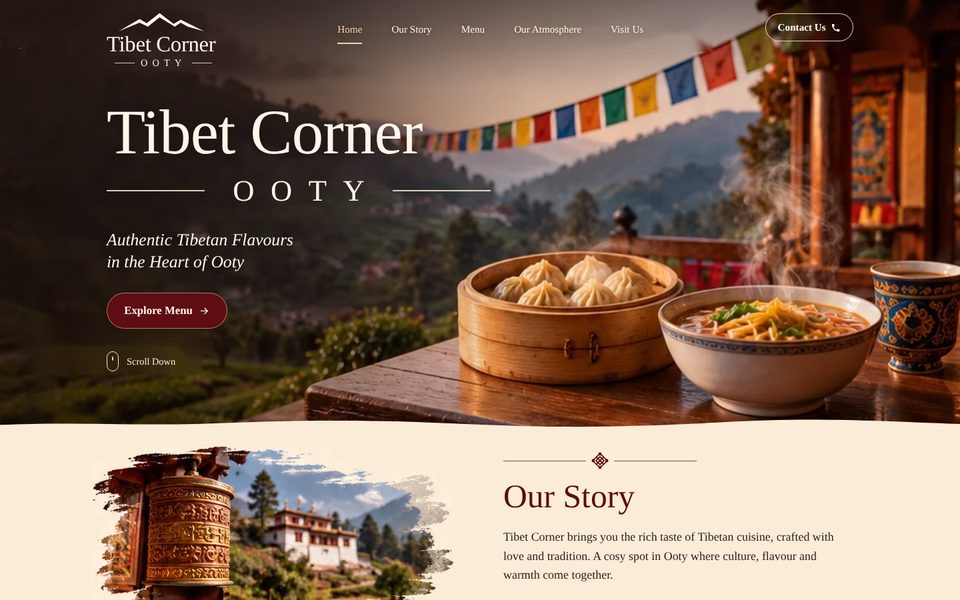 Tibet Corner
OOTY
Home
Our Story
Menu
Our Atmosphere
Visit Us
Contact Us
Tibet Corner
OOTY
Authentic Tibetan Flavours
in the Heart of Ooty
Explore Menu
Scroll Down
Our Story
Tibet Corner brings you the rich taste of Tibetan cuisine, crafted with
love and tradition. A cosy spot in Ooty where culture, flavour and
warmth come together.